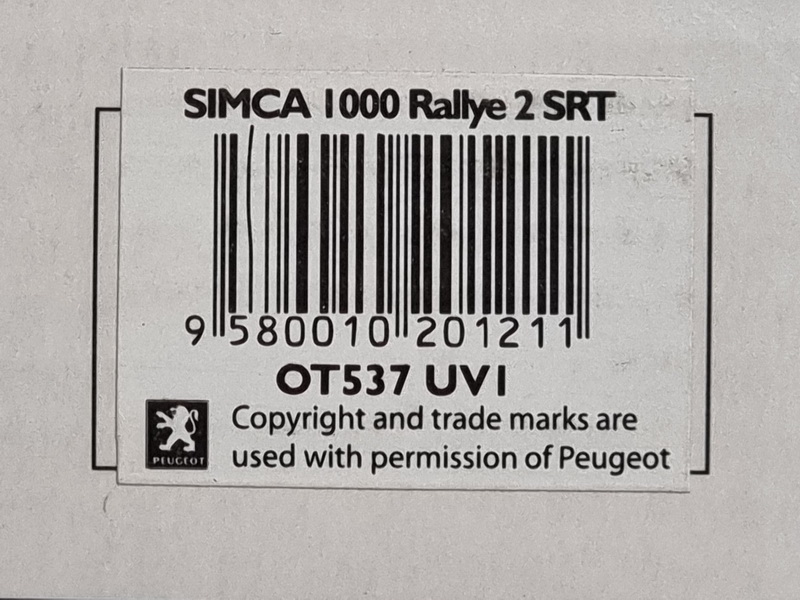 SIMCA 1000 Rallye 2 SRT
9 580010 201211
OT537 UV1
PEUGEOT
Copyright and trade marks are
used with permission of Peugeot